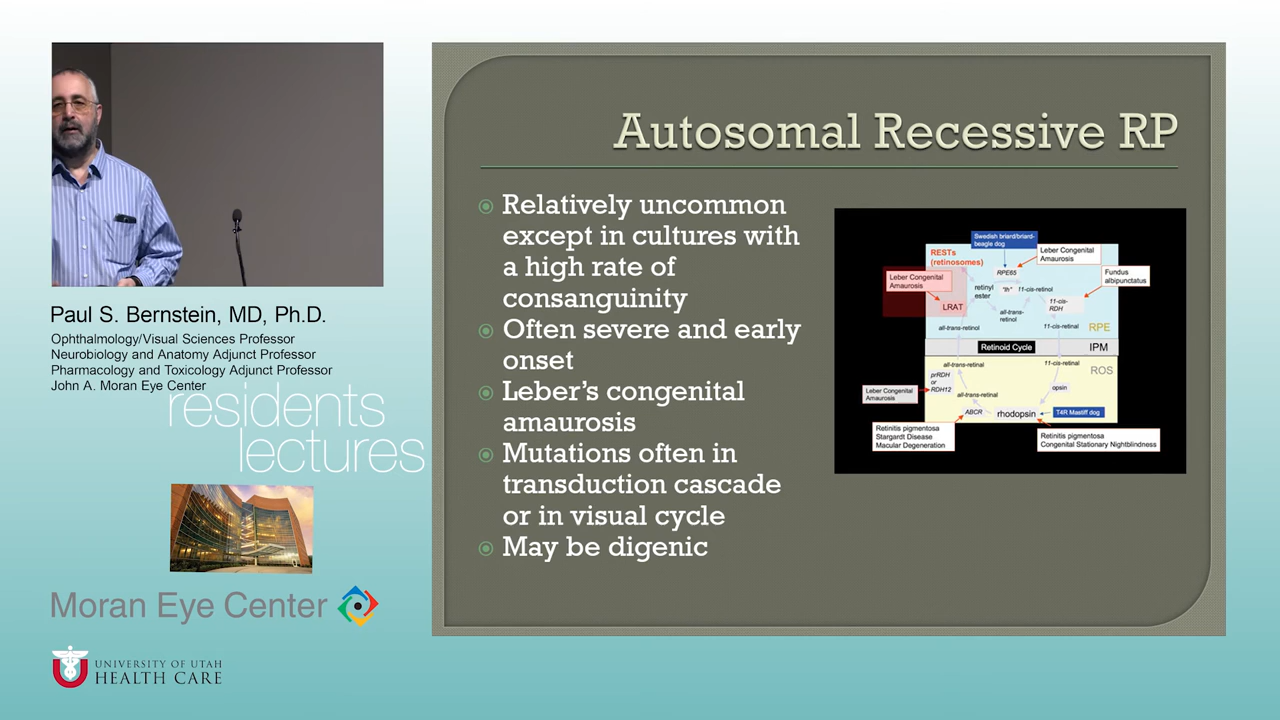 Autosomal Recessive RP
Relatively uncommon
except in cultures with
a high rate of
consanguinity
Often severe and early
onset
Leber's congenital
amaurosis
Mutations often in
transduction cascade
or in visual cycle
May be digenic
Swedish briard/briard-
beagle dog
RESTs
(retinosomes)
Leber Congenital
Amaurosis
RPE65
Leber Congenital
Amaurosis
Fundus
albipunctatus
retinyl
ester
11-cis-retinol
LRAT
all-trans-
retinol
11-cis-
RDH
all-trans-retinol
11-cis-retinal
RPE
Retinoid Cycle
IPM
all-trans-retinal
11-cis-retinal
ROS
prRDH
or
RDH12
Leber Congenital
Amaurosis
opsin
all-trans-retinal
ABCR
rhodopsin
T4R Mastiff dog
Retinitis pigmentosa
Stargardt Disease
Macular Degeneration
Retinitis pigmentosa
Congenital Stationary Nightblindness
Paul S. Bernstein, MD, Ph.D.
Ophthalmology/Visual Sciences Professor
Neurobiology and Anatomy Adjunct Professor
Pharmacology and Toxicology Adjunct Professor
John A. Moran Eye Center
residents
lectures
Moran Eye Center
UNIVERSITY OF UTAH
HEALTH CARE